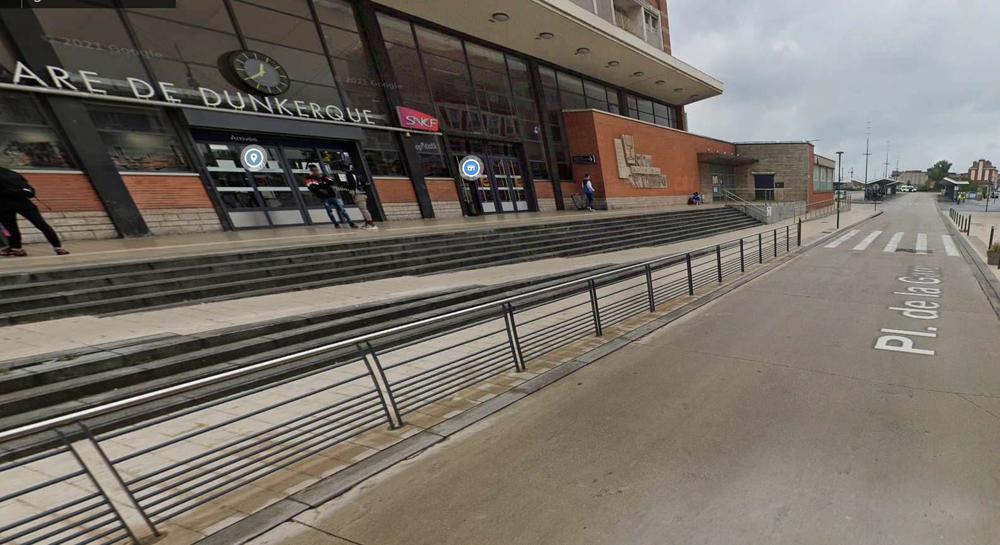 © 2021 Google
ARE DE DUNKERQUE
© 2021 Google
SNCF
Arrivée
Pl. de la Gare